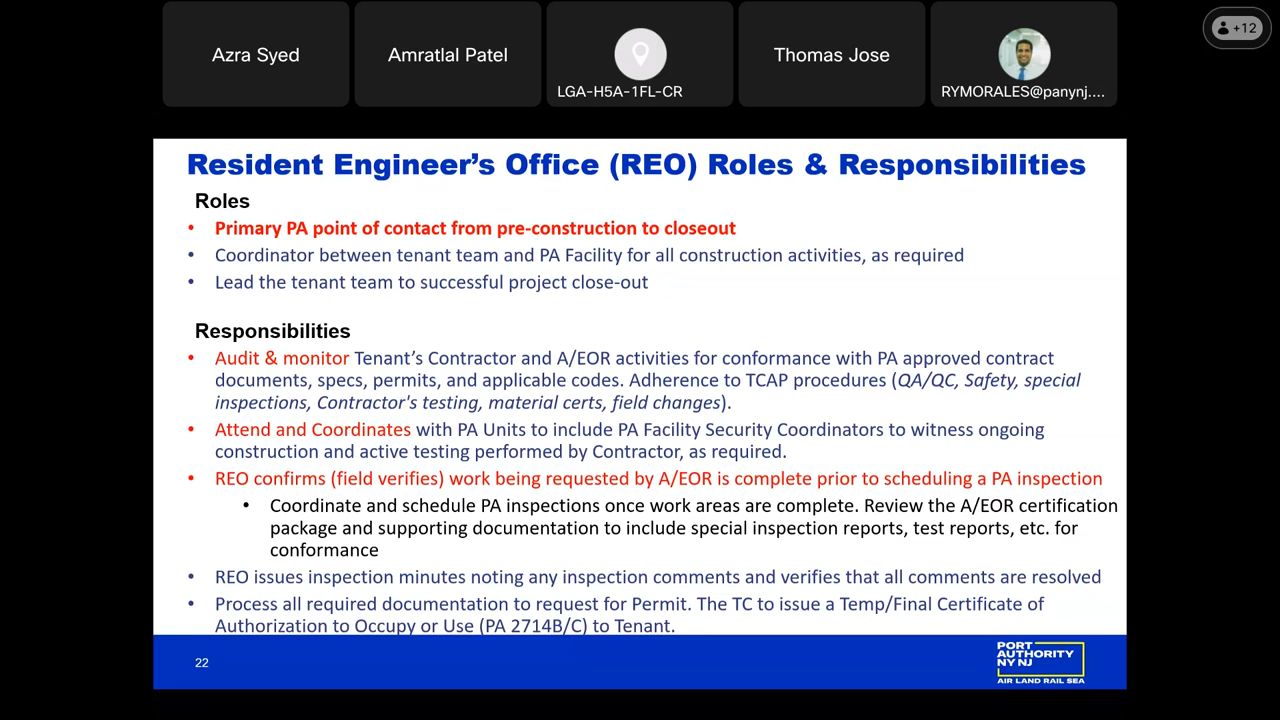 Azra Syed
Amratlal Patel
LGA-H5A-1FL-CR
Thomas Jose
RYMORALES@panynj....
+12
Resident Engineer's Office (REO) Roles & Responsibilities
Roles
• Primary PA point of contact from pre-construction to closeout
• Coordinator between tenant team and PA Facility for all construction activities, as required
• Lead the tenant team to successful project close-out
Responsibilities
• Audit & monitor Tenant's Contractor and A/EOR activities for conformance with PA approved contract
documents, specs, permits, and applicable codes. Adherence to TCAP procedures (QA/QC, Safety, special
inspections, Contractor's testing, material certs, field changes).
• Attend and Coordinates with PA Units to include PA Facility Security Coordinators to witness ongoing
construction and active testing performed by Contractor, as required.
• REO confirms (field verifies) work being requested by A/EOR is complete prior to scheduling a PA inspection
• Coordinate and schedule PA inspections once work areas are complete. Review the A/EOR certification
package and supporting documentation to include special inspection reports, test reports, etc. for
conformance
• REO issues inspection minutes noting any inspection comments and verifies that all comments are resolved
• Process all required documentation to request for Permit. The TC to issue a Temp/Final Certificate of
Authorization to Occupy or Use (PA 2714B/C) to Tenant.
22
PORT
AUTHORITY
NY NJ
AIR LAND RAIL SEA